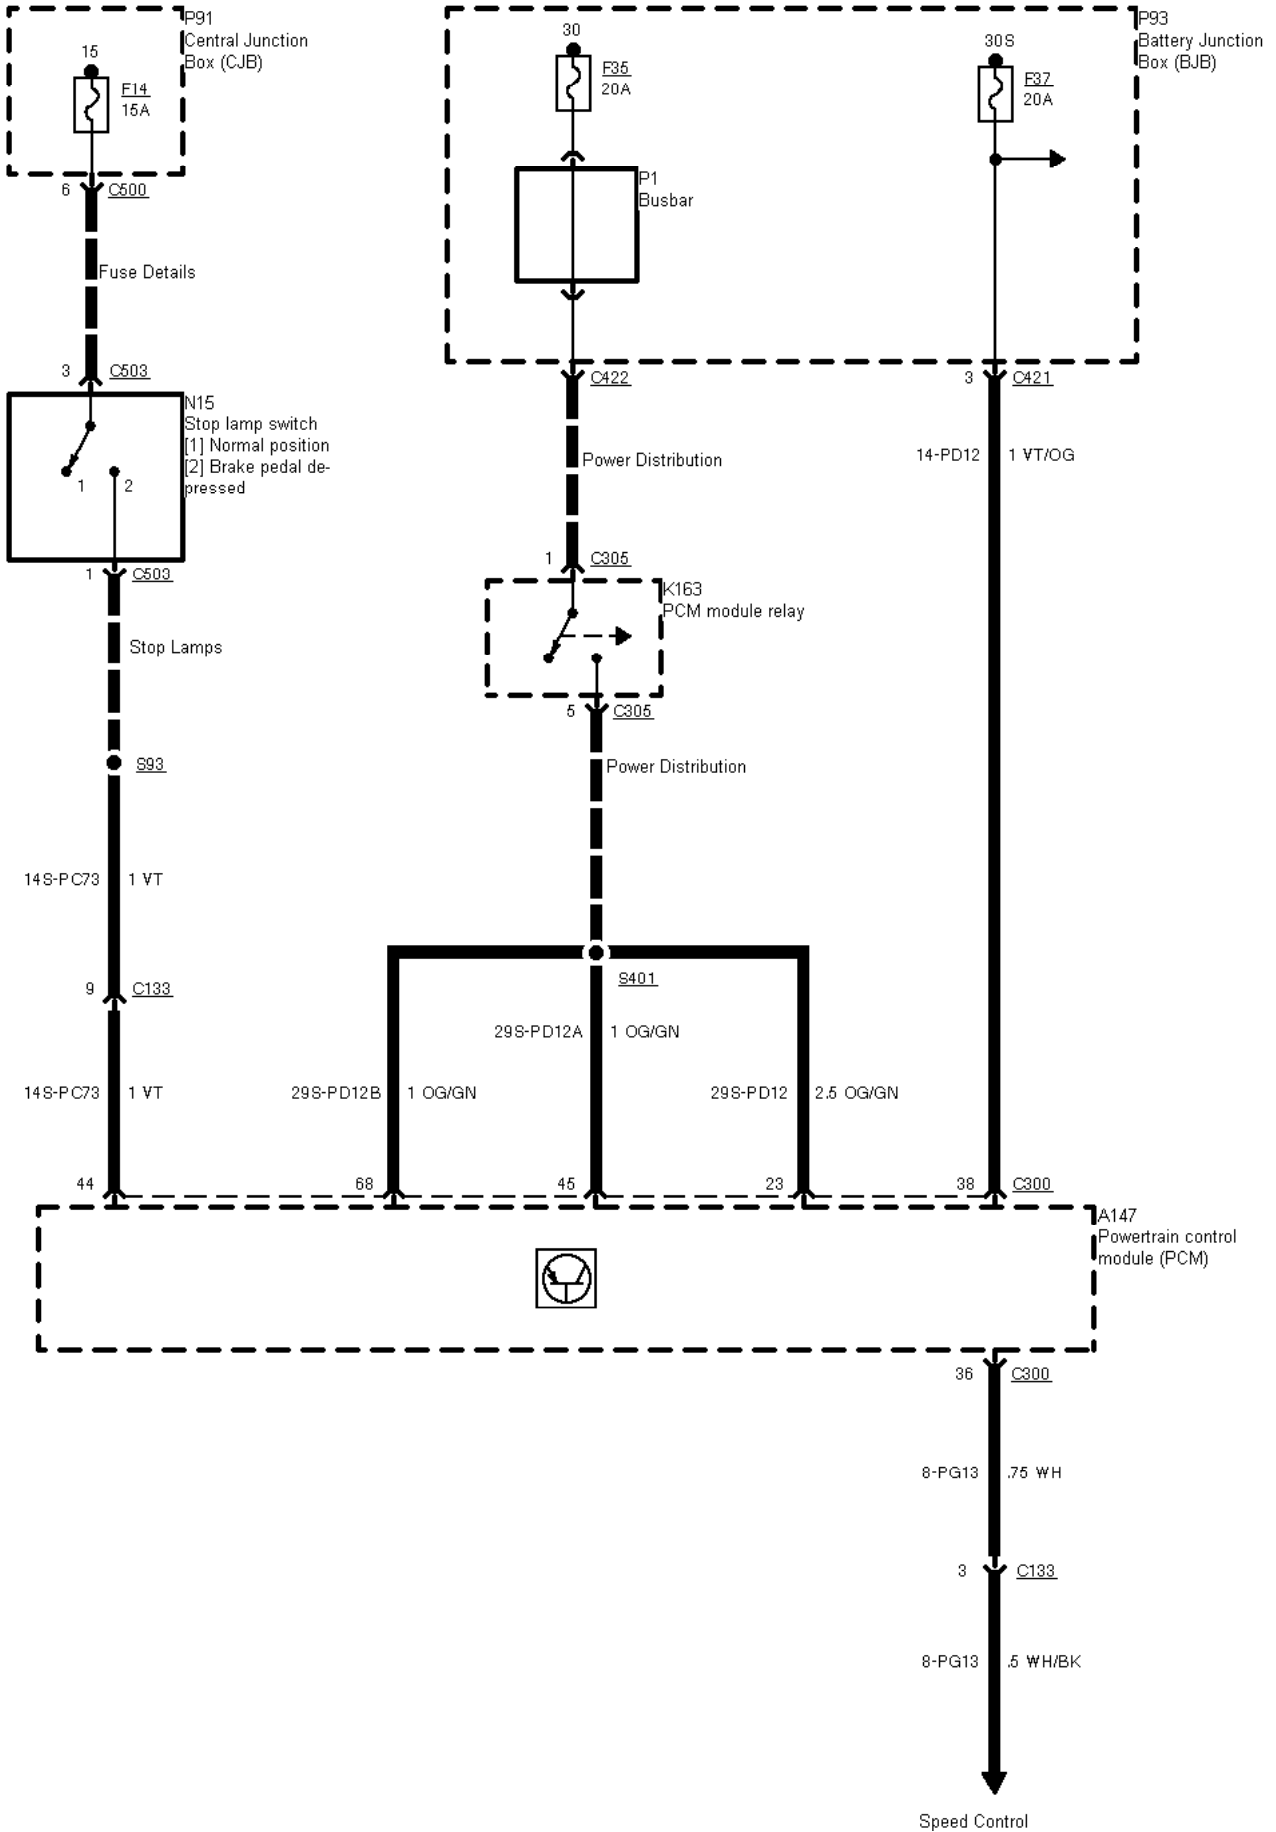 P91
Central Junction
Box (CJB)
15
F14
15A
6 C500
Fuse Details
3 C503
N15
Stop lamp switch
[1] Normal position
[2] Brake pedal de-
pressed
1 2
1 C503
Stop Lamps
S93
14S-PC73 1 VT
9 C133
14S-PC73 1 VT
44
P93
Battery Junction
Box (BJB)
30
F35
20A
30S
F37
20A
P1
Busbar
C422
3 C421
Power Distribution
14-PD12 1 VT/OG
1 C305
K163
PCM module relay
5 C305
Power Distribution
S401
29S-PD12A 1 OG/GN
29S-PD12B 1 OG/GN
29S-PD12 2.5 OG/GN
68
45
23
38 C300
A147
Powertrain control
module (PCM)
36 C300
8-PG13 .75 WH
3 C133
8-PG13 .5 WH/BK
Speed Control